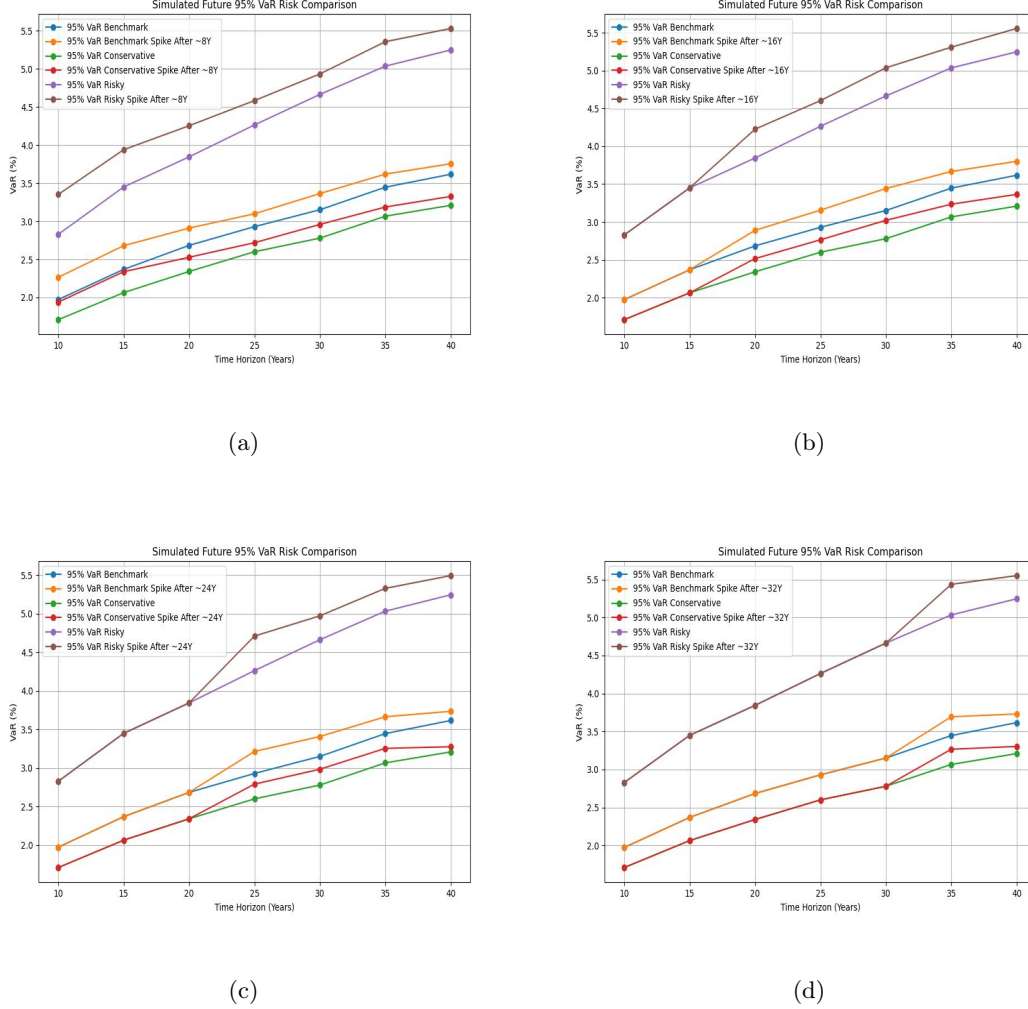 Simulated Future 95% VaR Risk Comparison
95% VaR Benchmark
95% VaR Benchmark Spike After ~8Y
95% VaR Conservative
95% VaR Conservative Spike After ~8Y
95% VaR Risky
95% VaR Risky Spike After ~8Y
5.5
5.0
4.5
4.0
3.5
3.0
2.5
2.0
VaR (%)
10 15 20 25 30 35 40
Time Horizon (Years)
(a)
Simulated Future 95% VaR Risk Comparison
95% VaR Benchmark
95% VaR Benchmark Spike After ~16Y
95% VaR Conservative
95% VaR Conservative Spike After ~16Y
95% VaR Risky
95% VaR Risky Spike After ~16Y
5.5
5.0
4.5
4.0
3.5
3.0
2.5
2.0
VaR (%)
10 15 20 25 30 35 40
Time Horizon (Years)
(b)
Simulated Future 95% VaR Risk Comparison
95% VaR Benchmark
95% VaR Benchmark Spike After ~24Y
95% VaR Conservative
95% VaR Conservative Spike After ~24Y
95% VaR Risky
95% VaR Risky Spike After ~24Y
5.5
5.0
4.5
4.0
3.5
3.0
2.5
2.0
VaR (%)
10 15 20 25 30 35 40
Time Horizon (Years)
(c)
Simulated Future 95% VaR Risk Comparison
95% VaR Benchmark
95% VaR Benchmark Spike After ~32Y
95% VaR Conservative
95% VaR Conservative Spike After ~32Y
95% VaR Risky
95% VaR Risky Spike After ~32Y
5.5
5.0
4.5
4.0
3.5
3.0
2.5
2.0
VaR (%)
10 15 20 25 30 35 40
Time Horizon (Years)
(d)